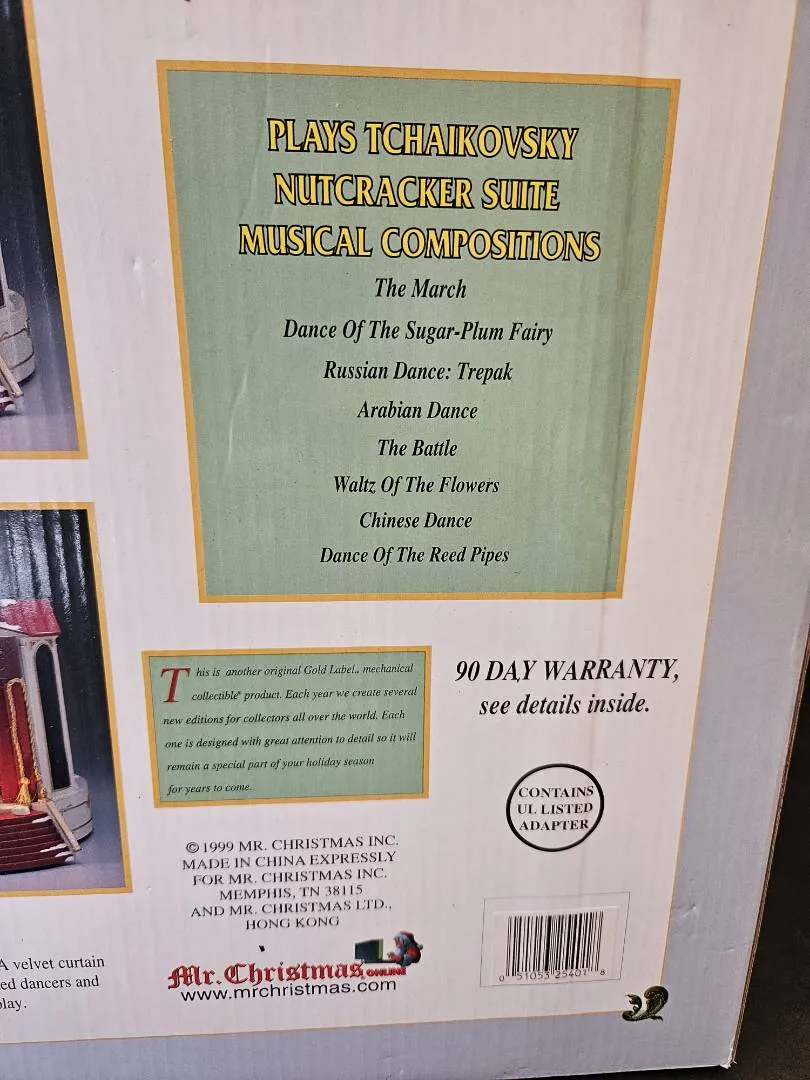 PLAYS TCHAIKOVSKY
NUTCRACKER SUITE
MUSICAL COMPOSITIONS
The March
Dance Of The Sugar-Plum Fairy
Russian Dance: Trepak
Arabian Dance
The Battle
Waltz Of The Flowers
Chinese Dance
Dance Of The Reed Pipes
This is another original Gold Label™ mechanical
collectible® product. Each year we create several
new editions for collectors all over the world. Each
one is designed with great attention to detail so it will
remain a special part of your holiday season
for years to come.
90 DAY WARRANTY,
see details inside.
CONTAINS
UL LISTED
ADAPTER
©1999 MR. CHRISTMAS INC.
MADE IN CHINA EXPRESSLY
FOR MR. CHRISTMAS INC.
MEMPHIS, TN 38115
AND MR. CHRISTMAS LTD.,
HONG KONG
Mr. Christmas ONLINE
www.mrchristmas.com
0 51053 25401 8
A velvet curtain
ed dancers and
lay.